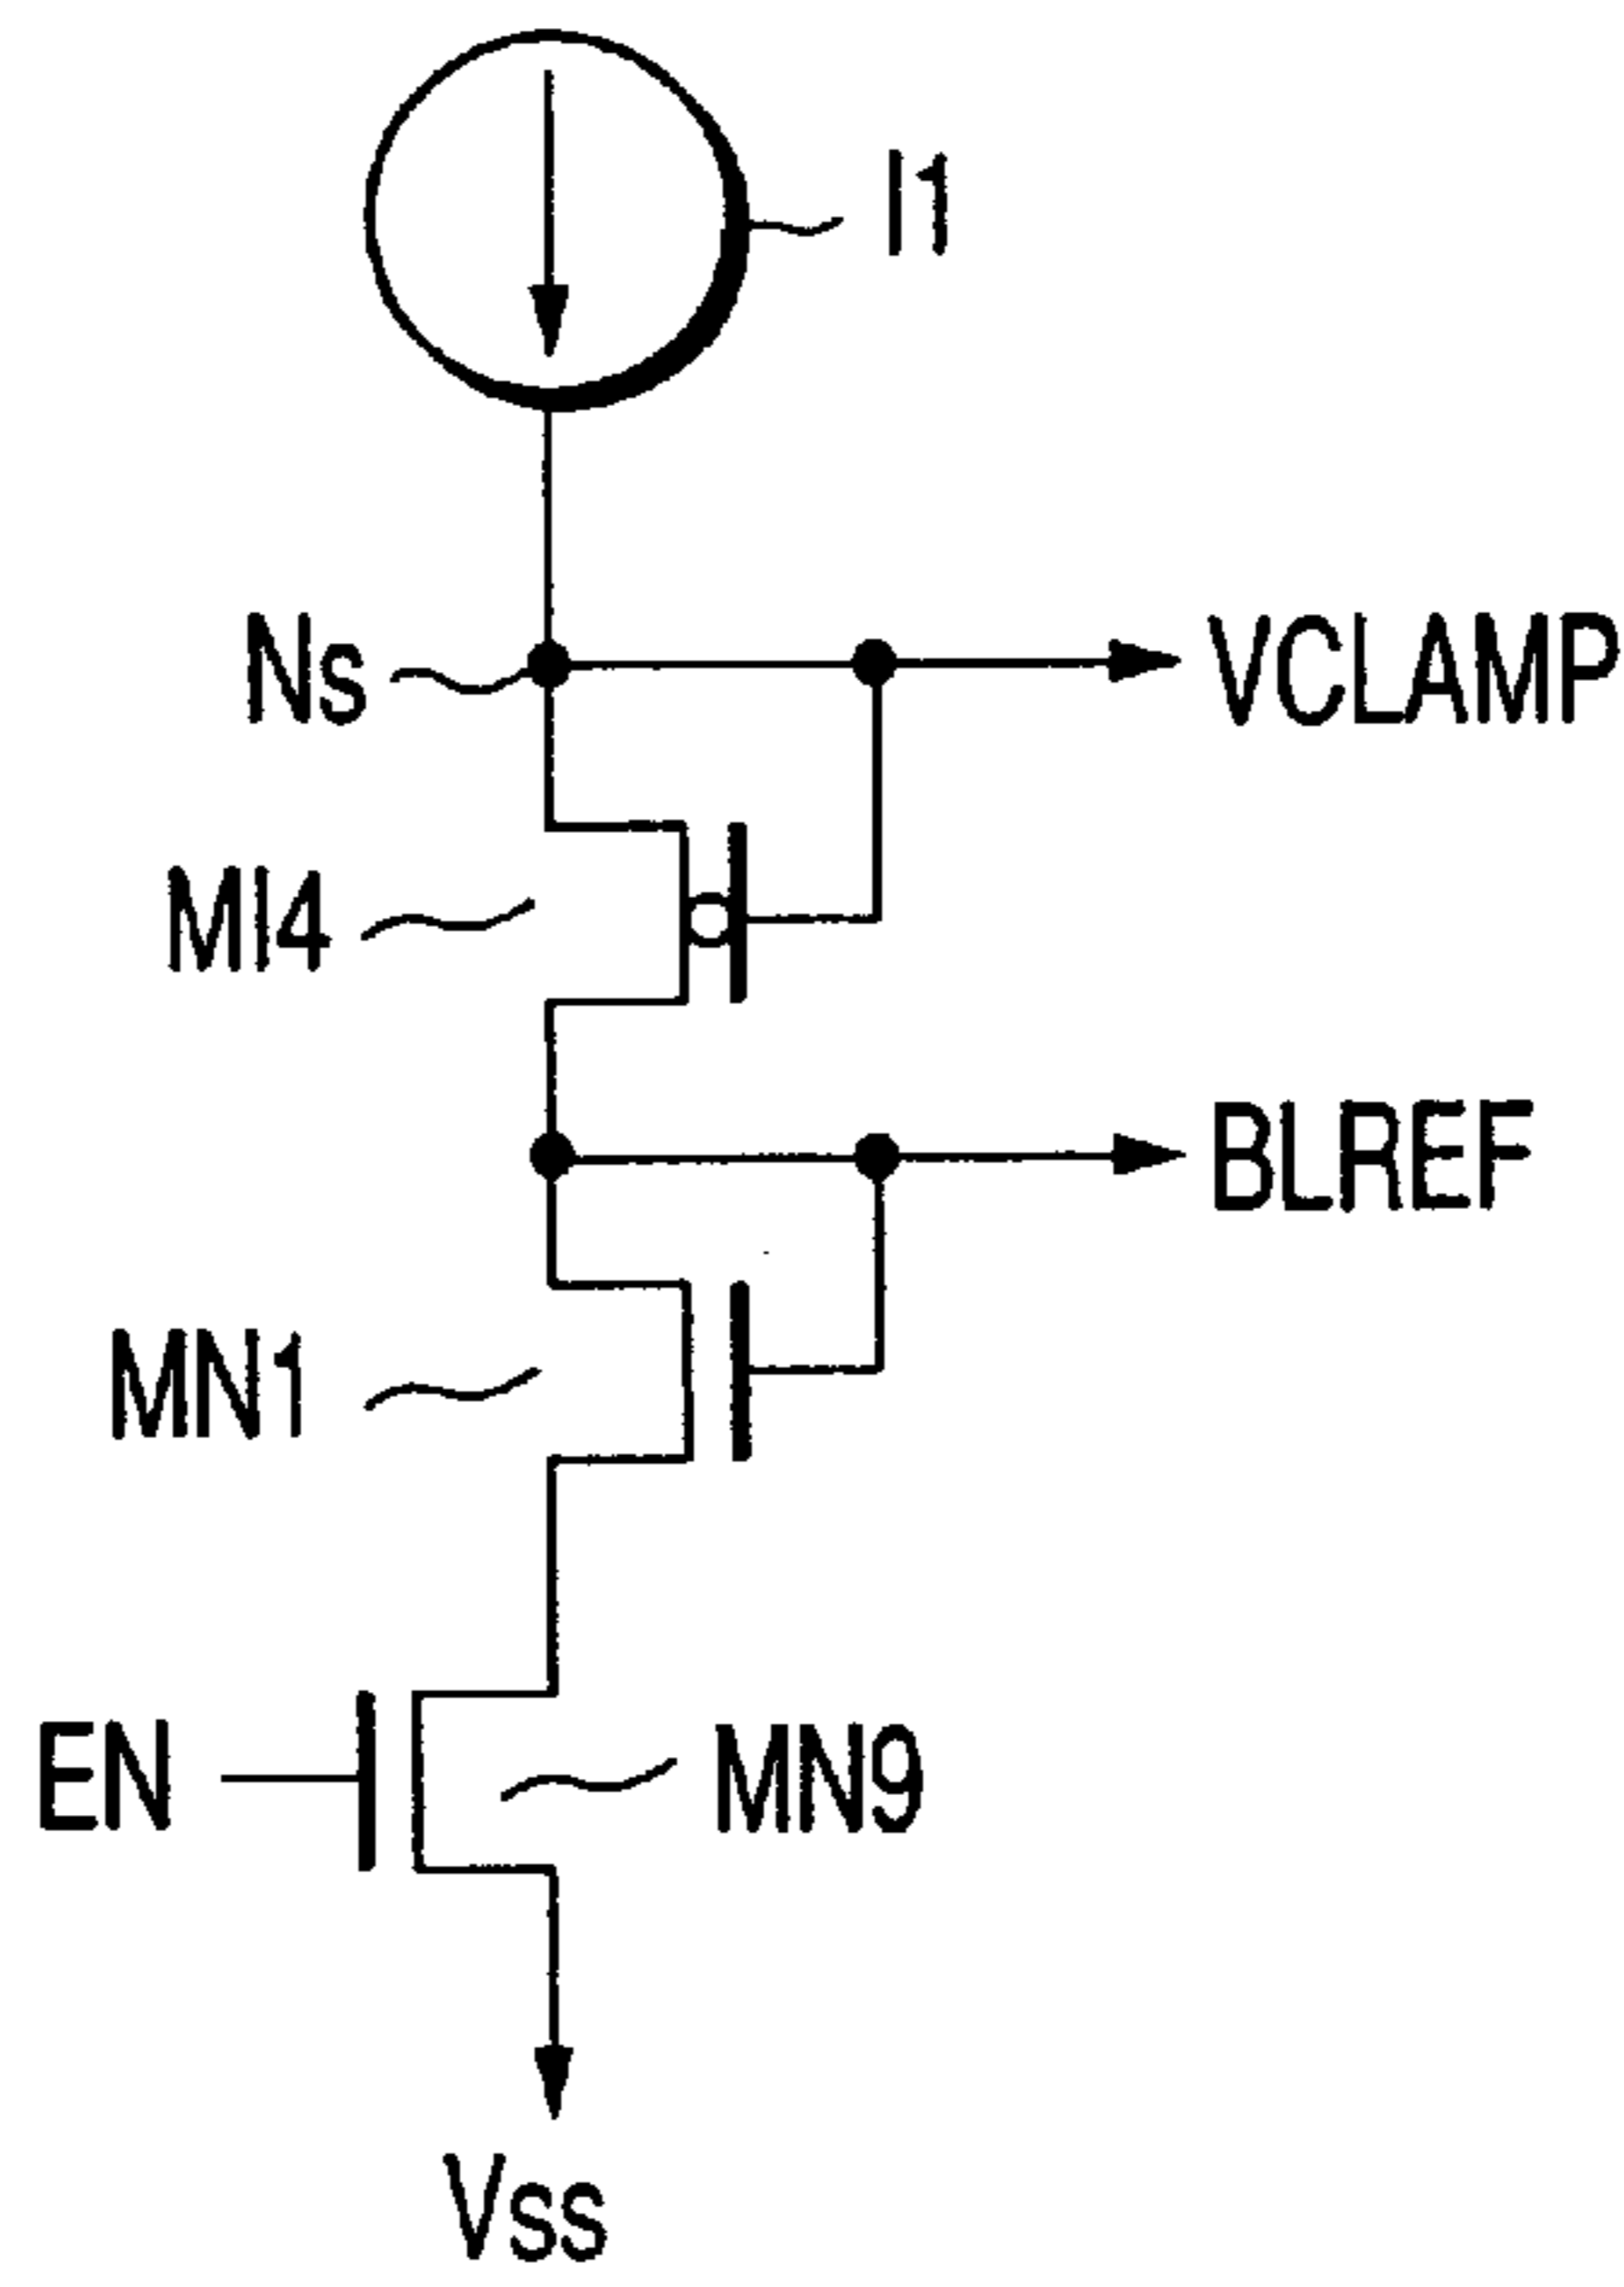 I1
Ns
VCLAMP
MI4
BLREF
MN1
EN
MN9
Vss